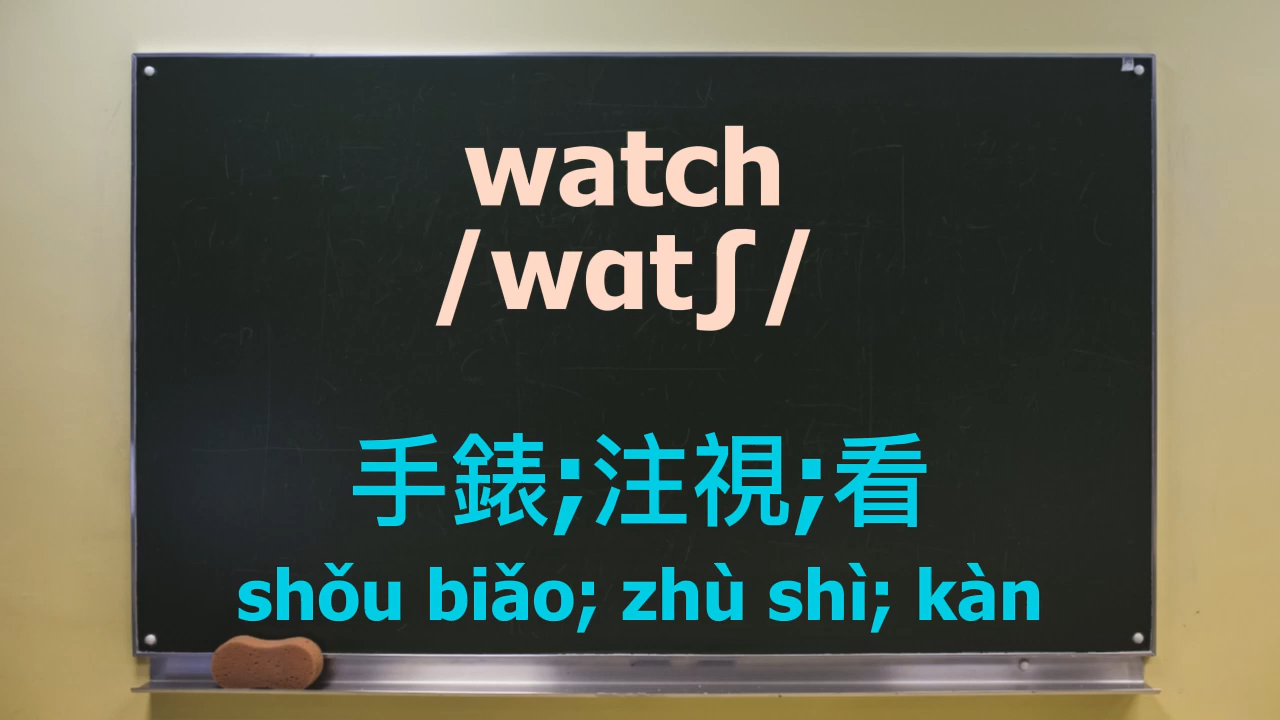 watch
/wɑtʃ/
手錶;注視;看
shǒu biǎo; zhù shì; kàn